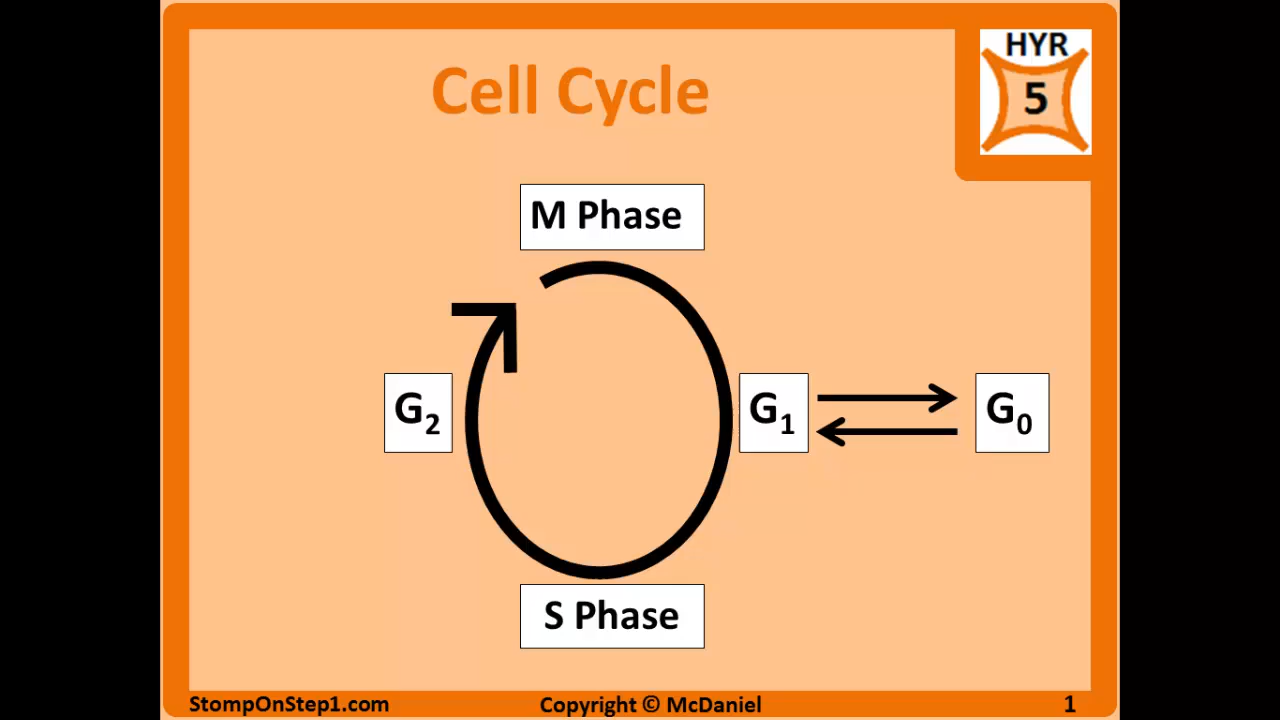 HYR
5
Cell Cycle
M Phase
G₂
G₁
G₀
S Phase
StompOnStep1.com
Copyright © McDaniel
1